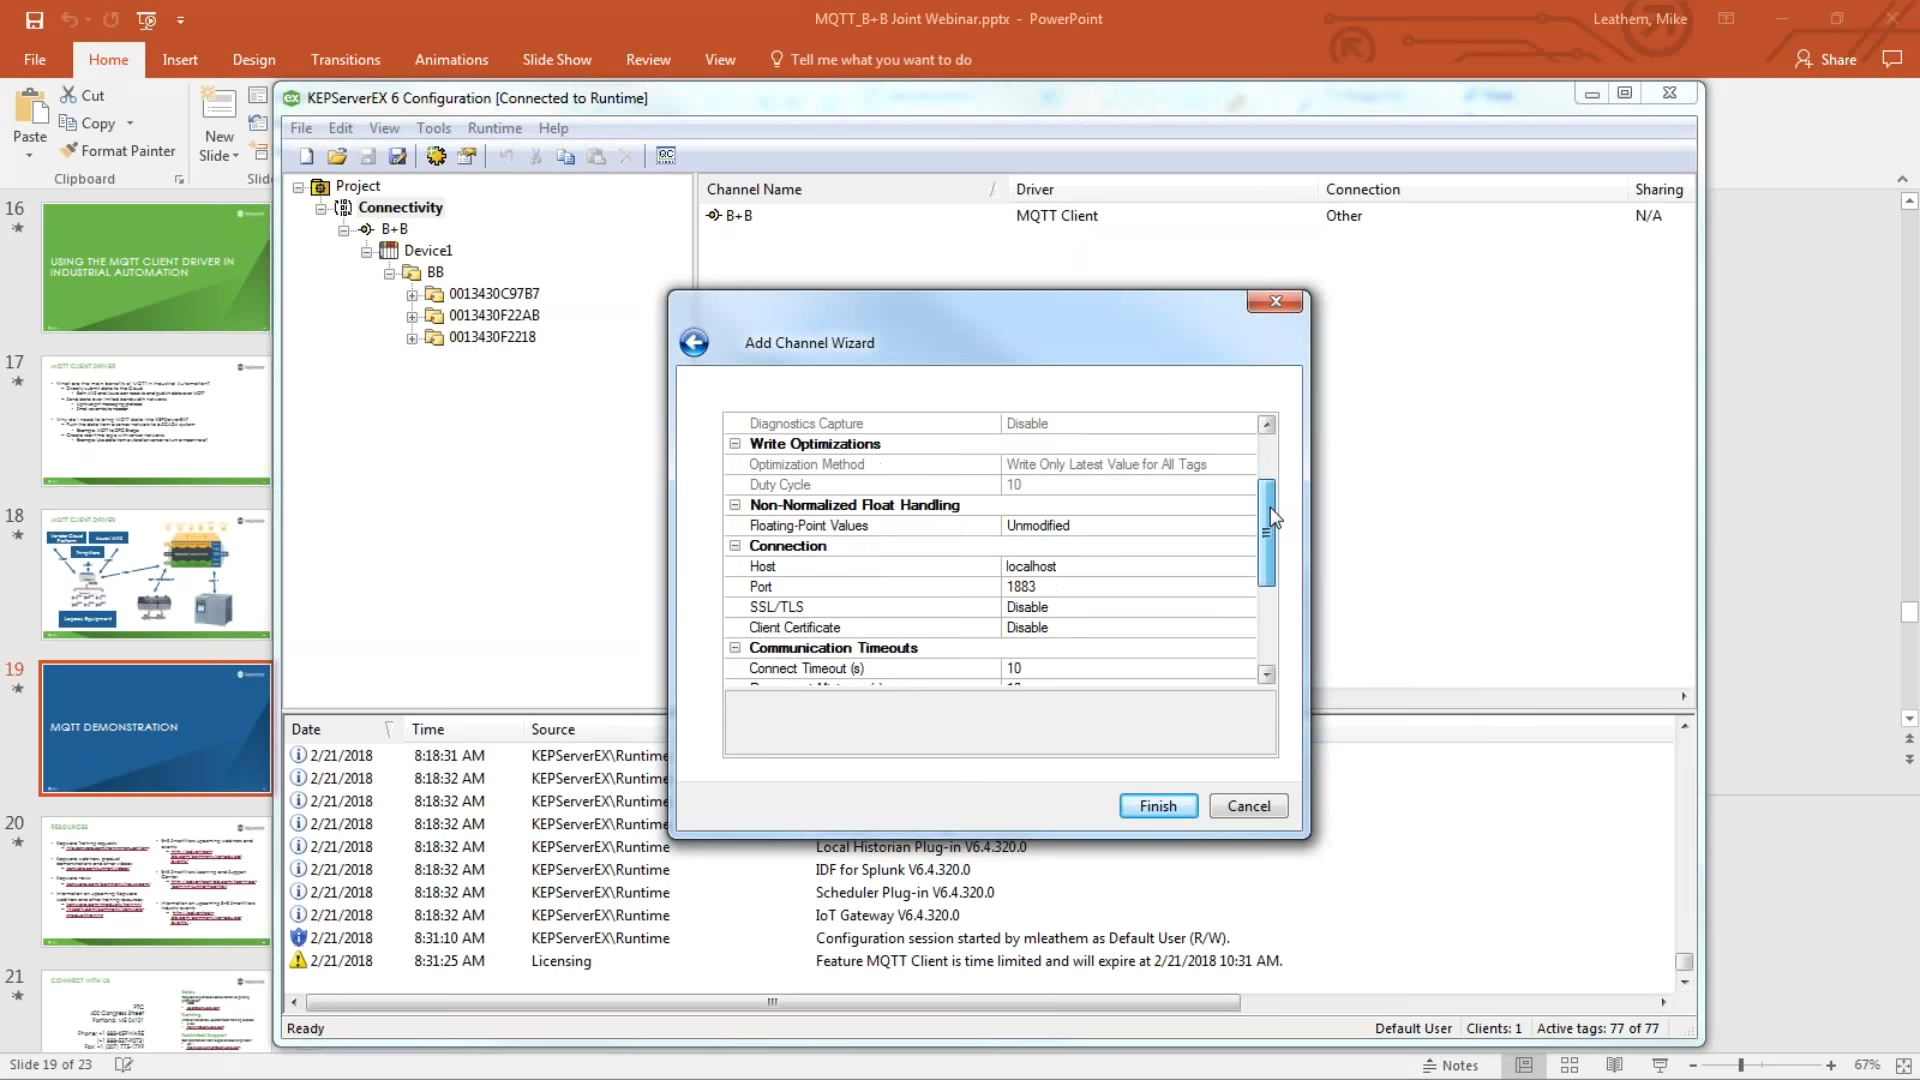 MQTT_B+B Joint Webinar.pptx - PowerPoint
Leathem, Mike
File Home Insert Design Transitions Animations Slide Show Review View Tell me what you want to do
Share
Paste
Cut
Copy
Format Painter
Clipboard
New
Slide
Slid
KEPServerEX 6 Configuration [Connected to Runtime]
File Edit View Tools Runtime Help
Project
Connectivity
B+B
Device1
BB
0013430C97B7
0013430F22AB
0013430F2218
Channel Name / Driver Connection Sharing
B+B MQTT Client Other N/A
Add Channel Wizard
Diagnostics Capture Disable
Write Optimizations
Optimization Method Write Only Latest Value for All Tags
Duty Cycle 10
Non-Normalized Float Handling
Floating-Point Values Unmodified
Connection
Host localhost
Port 1883
SSL/TLS Disable
Client Certificate Disable
Communication Timeouts
Connect Timeout (s) 10
Finish Cancel
Date Time Source
2/21/2018 8:18:31 AM KEPServerEX\Runtime
2/21/2018 8:18:32 AM KEPServerEX\Runtime
2/21/2018 8:18:32 AM KEPServerEX\Runtime
2/21/2018 8:18:32 AM KEPServerEX\Runtime
2/21/2018 8:18:32 AM KEPServerEX\Runtime Local Historian Plug-in V6.4.320.0
2/21/2018 8:18:32 AM KEPServerEX\Runtime IDF for Splunk V6.4.320.0
2/21/2018 8:18:32 AM KEPServerEX\Runtime Scheduler Plug-in V6.4.320.0
2/21/2018 8:18:32 AM KEPServerEX\Runtime IoT Gateway V6.4.320.0
2/21/2018 8:31:10 AM KEPServerEX\Runtime Configuration session started by mleathem as Default User (R/W).
2/21/2018 8:31:25 AM Licensing Feature MQTT Client is time limited and will expire at 2/21/2018 10:31 AM.
Ready
Default User Clients: 1 Active tags: 77 of 77
16
USING THE MQTT CLIENT DRIVER IN
INDUSTRIAL AUTOMATION
17
MQTT CLIENT DRIVER
18
MQTT CLIENT DRIVER
19
MQTT DEMONSTRATION
20
RESOURCES
21
CONNECT WITH US
Slide 19 of 23
Notes
67%